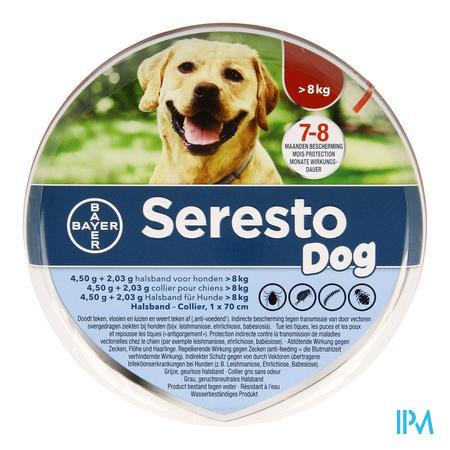 >8kg
7-8
MAANDEN BESCHERMING
MOIS PROTECTION
MONATE WIRKUNGS-
DAUER
BAYER
BAYER
Seresto
Dog
4,50 g + 2,03 g halsband voor honden >8kg
4,50 g + 2,03 g collier pour chiens >8kg
4,50 g + 2,03 g Halsband für Hunde >8kg
Halsband - Collier, 1 x 70 cm
Doodt teken, vlooien en luizen en weert teken af (‚anti-voedend'). Indirecte bescherming tegen transmissie van door vectoren
overgedragen ziekten bij honden (bijv. leishmaniose, ehrlichiosis, babesiosis). · Tue les tiques, les puces et les poux
et repousse les tiques («antigorgement»). Protection indirecte contre la transmission de maladies
vectorielles chez le chien (par exemple leishmaniose, ehrlichiose, babésiose). · Abtötende Wirkung gegen
Zecken, Flöhe und Haarlinge. Repellierende Wirkung gegen Zecken (anti-feeding = die Blutmahlzeit
verhindernde Wirkung). Indirekter Schutz gegen von durch Vektoren übertragene
Infektionserkrankungen bei Hunden (z.B. Leishmaniose, Ehrlichiose, Babesiose).
Grijze, geurloze halsband · Collier gris sans odeur
Grau, geruchsneutrales Halsband
Product bestand tegen water · Résistant à l'eau
Wasserbeständiges Produkt
IPM